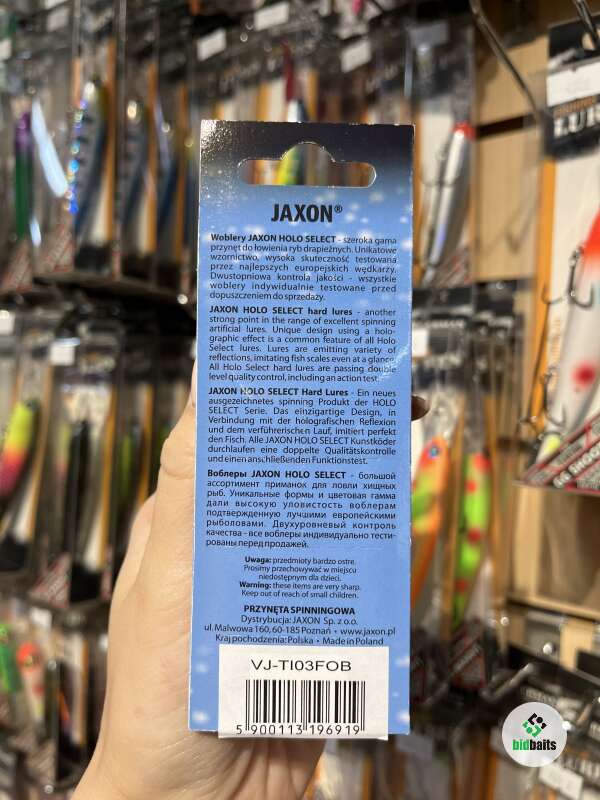 JAXON®
Woblery JAXON HOLO SELECT - szeroka gama
przynęt do łowienia ryb drapieżnych. Unikatowe
wzornictwo, wysoka skuteczność testowana
przez najlepszych europejskich wędkarzy.
Dwustopniowa kontrola jakości - wszystkie
woblery indywidualnie testowane przed
dopuszczeniem do sprzedaży.
JAXON HOLO SELECT hard lures - another
strong point in the range of excellent spinning
artificial lures. Unique design using a holo-
graphic effect is a common feature of all Holo
Select lures. Lures are emitting variety of
reflections, imitating fish scales even at a glance.
All Holo Select hard lures are passing double
level quality control, including an action test.
JAXON HOLO SELECT Hard Lures - Ein neues
ausgezeichnetes spinning Produkt der HOLO
SELECT Serie. Das einzigartige Design, in
Verbindung mit der holografischen Reflexion
und dem verführerischen Lauf, imitiert perfekt
den Fisch. Alle JAXON HOLO SELECT Kunstköder
durchlaufen eine doppelte Qualitätskontrolle
und einen anschließenden Funktionstest.
Воблеры JAXON HOLO SELECT - большой
ассортимент приманок для ловли хищных
рыб. Уникальные формы и цветовая гамма
дали высокую уловистость воблерам
подтвержденную лучшими европейскими
рыболовами. Двухуровневый контроль
качества - все воблеры индивидуально тести-
рованы перед продажей.
Uwaga: przedmioty bardzo ostre.
Prosimy przechowywać w miejscu
niedostępnym dla dzieci.
Warning: these items are very sharp.
Keep out of reach of small children.
PRZYNĘTA SPINNINGOWA
Dystrybucja: JAXON Sp. z o.o.
ul. Malwowa 160, 60-185 Poznań • www.jaxon.pl
Kraj pochodzenia: Polska • Made in Poland
VJ-TI03FOB
5 900113 196919
LUR
bidbaits